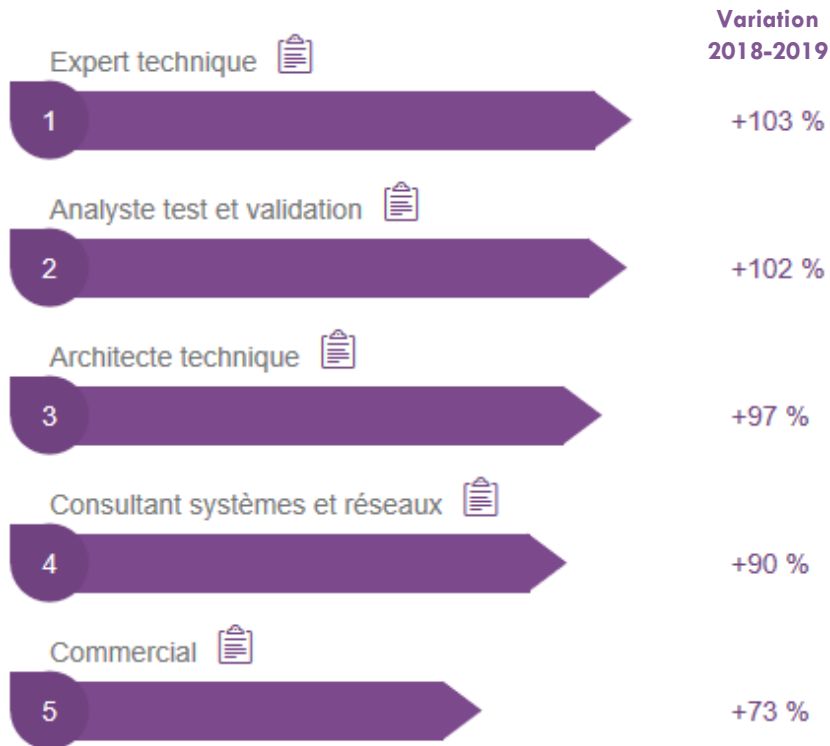 Variation
2018-2019
Expert technique
1
+103 %
Analyste test et validation
2
+102 %
Architecte technique
3
+97 %
Consultant systèmes et réseaux
4
+90 %
Commercial
5
+73 %